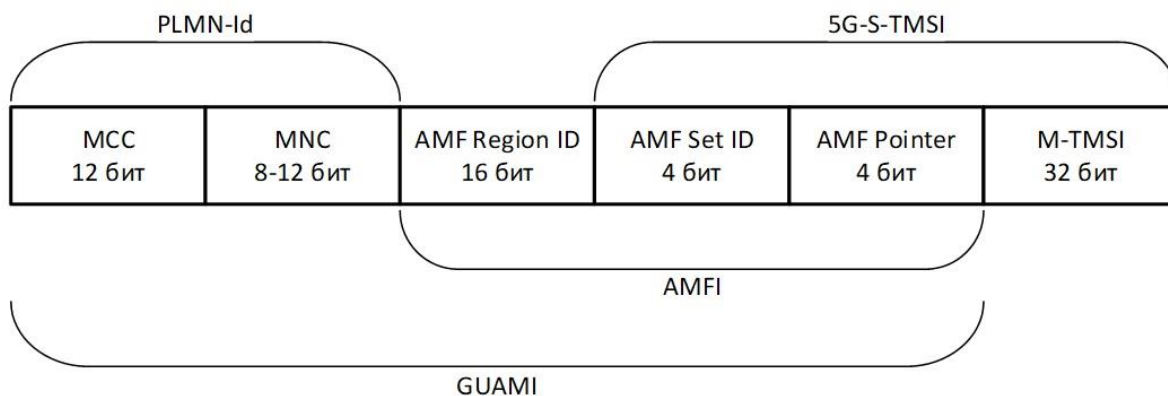 PLMN-Id
5G-S-TMSI
MCC
12 бит
MNC
8-12 бит
AMF Region ID
16 бит
AMF Set ID
4 бит
AMF Pointer
4 бит
M-TMSI
32 бит
AMFI
GUAMI